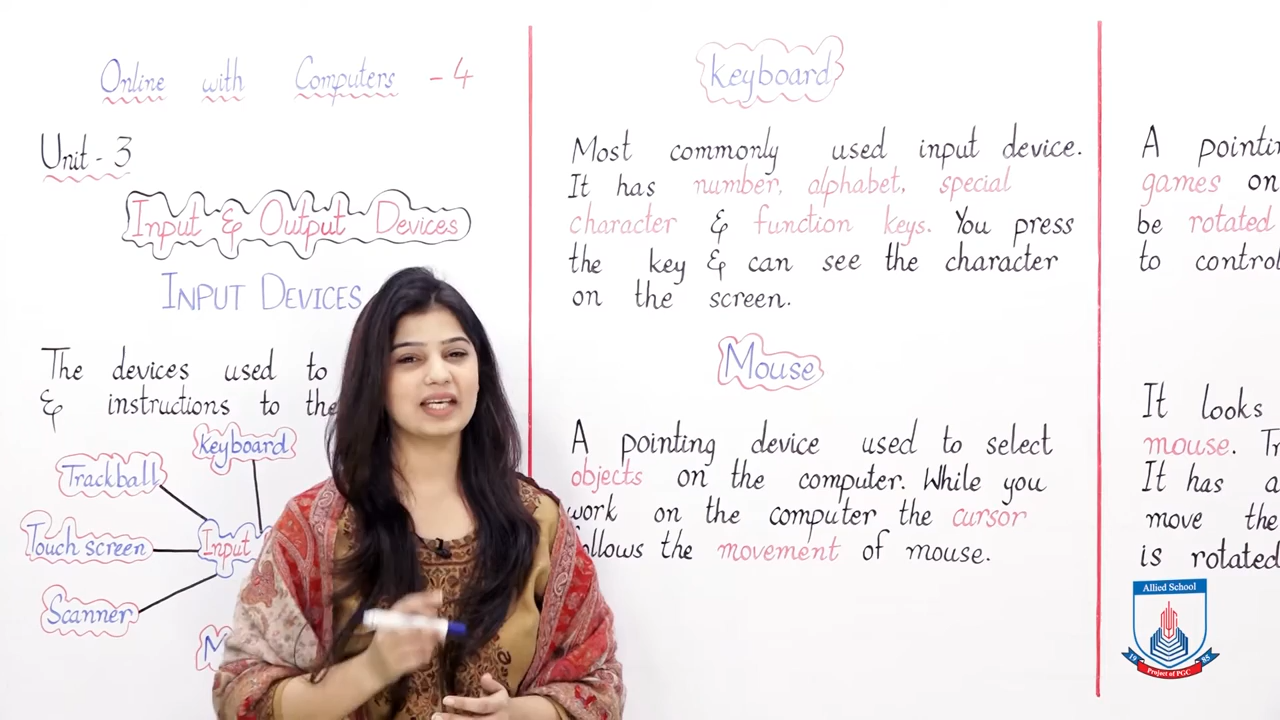 Online with Computers - 4
Unit - 3
Input & Output Devices
INPUT DEVICES
The devices used to
& instructions to the
Keyboard
Trackball
Touch screen
Input
Scanner
Keyboard
Most commonly used input device.
It has number, alphabet, special
character & function keys. You press
the key & can see the character
on the screen.
Mouse
A pointing device used to select
objects on the computer. While you
work on the computer the cursor
follows the movement of mouse.
A
games on
be rotated
to
It looks
mouse.
It has
move the
is rotated
Allied School
1985
Project of PGC